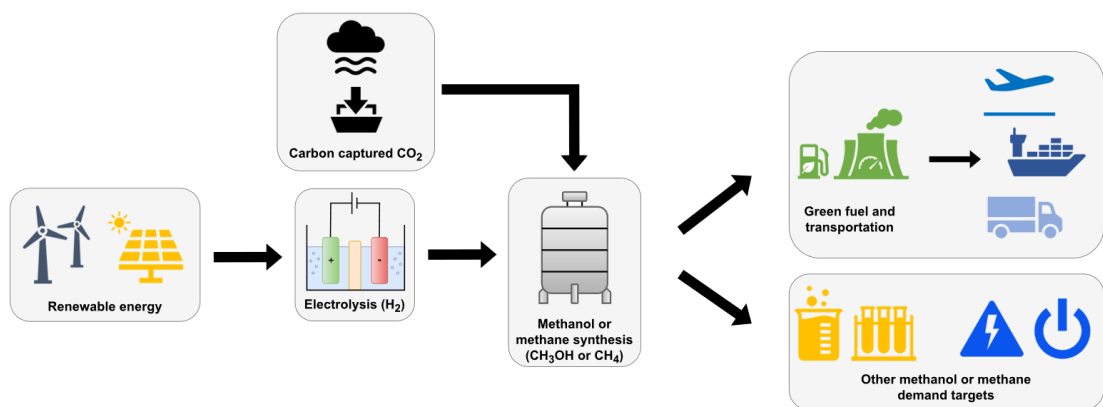 Carbon captured CO₂
Renewable energy
+
-
Electrolysis (H₂)
Methanol or
methane synthesis
(CH₃OH or CH₄)
Green fuel and
transportation
Other methanol or methane
demand targets